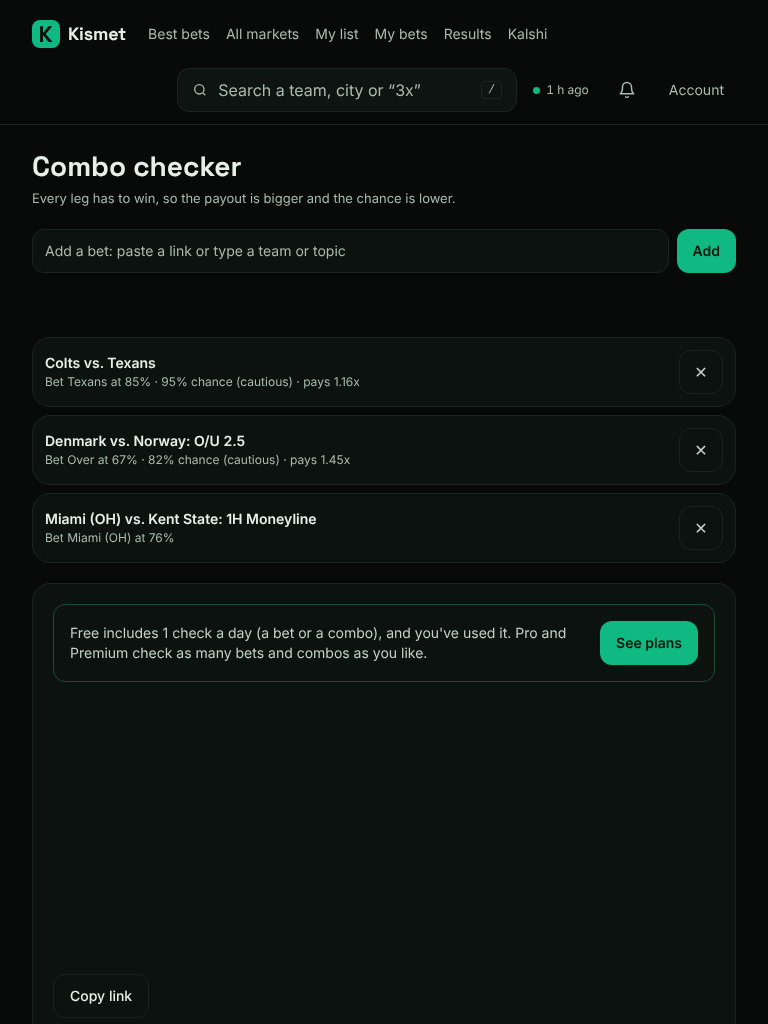 Kismet
Best bets
All markets
My list
My bets
Results
Kalshi
Search a team, city or “3x”
/
1 h ago
Account
Combo checker
Every leg has to win, so the payout is bigger and the chance is lower.
Add a bet: paste a link or type a team or topic
Add
Colts vs. Texans
Bet Texans at 85% · 95% chance (cautious) · pays 1.16x
Denmark vs. Norway: O/U 2.5
Bet Over at 67% · 82% chance (cautious) · pays 1.45x
Miami (OH) vs. Kent State: 1H Moneyline
Bet Miami (OH) at 76%
Free includes 1 check a day (a bet or a combo), and you've used it. Pro and
Premium check as many bets and combos as you like.
See plans
Copy link